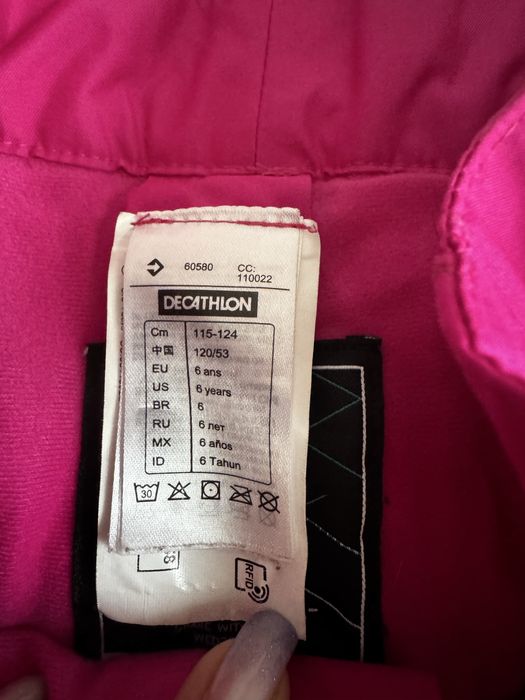 60580 CC:
110022
DECATHLON
Cm 115-124
中国 120/53
EU 6 ans
US 6 years
BR 6
RU 6 лет
MX 6 años
ID 6 Tahun
30
RFID